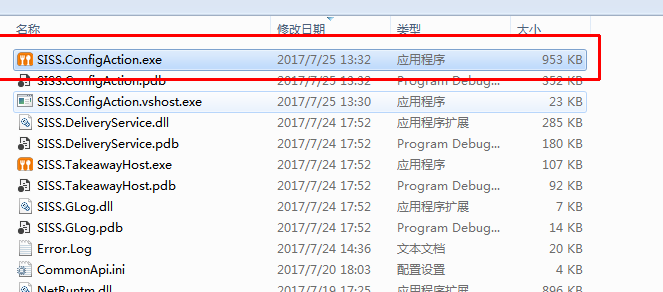 名称 修改日期 类型 大小
SISS.ConfigAction.exe 2017/7/25 13:32 应用程序 953 KB
SISS.ConfigAction.pdb 2017/7/25 13:32 Program Debug... 352 KB
SISS.ConfigAction.vshost.exe 2017/7/25 13:30 应用程序 23 KB
SISS.DeliveryService.dll 2017/7/24 17:52 应用程序扩展 285 KB
SISS.DeliveryService.pdb 2017/7/24 17:52 Program Debug... 180 KB
SISS.TakeawayHost.exe 2017/7/24 17:52 应用程序 107 KB
SISS.TakeawayHost.pdb 2017/7/24 17:52 Program Debug... 92 KB
SISS.GLog.dll 2017/7/24 17:52 应用程序扩展 7 KB
SISS.GLog.pdb 2017/7/24 17:52 Program Debug... 14 KB
Error.Log 2017/7/24 14:36 文本文档 20 KB
CommonApi.ini 2017/7/20 18:03 配置设置 4 KB
NetRuntm.dll 2017/7/19 17:25 应用程序扩展 896 KB